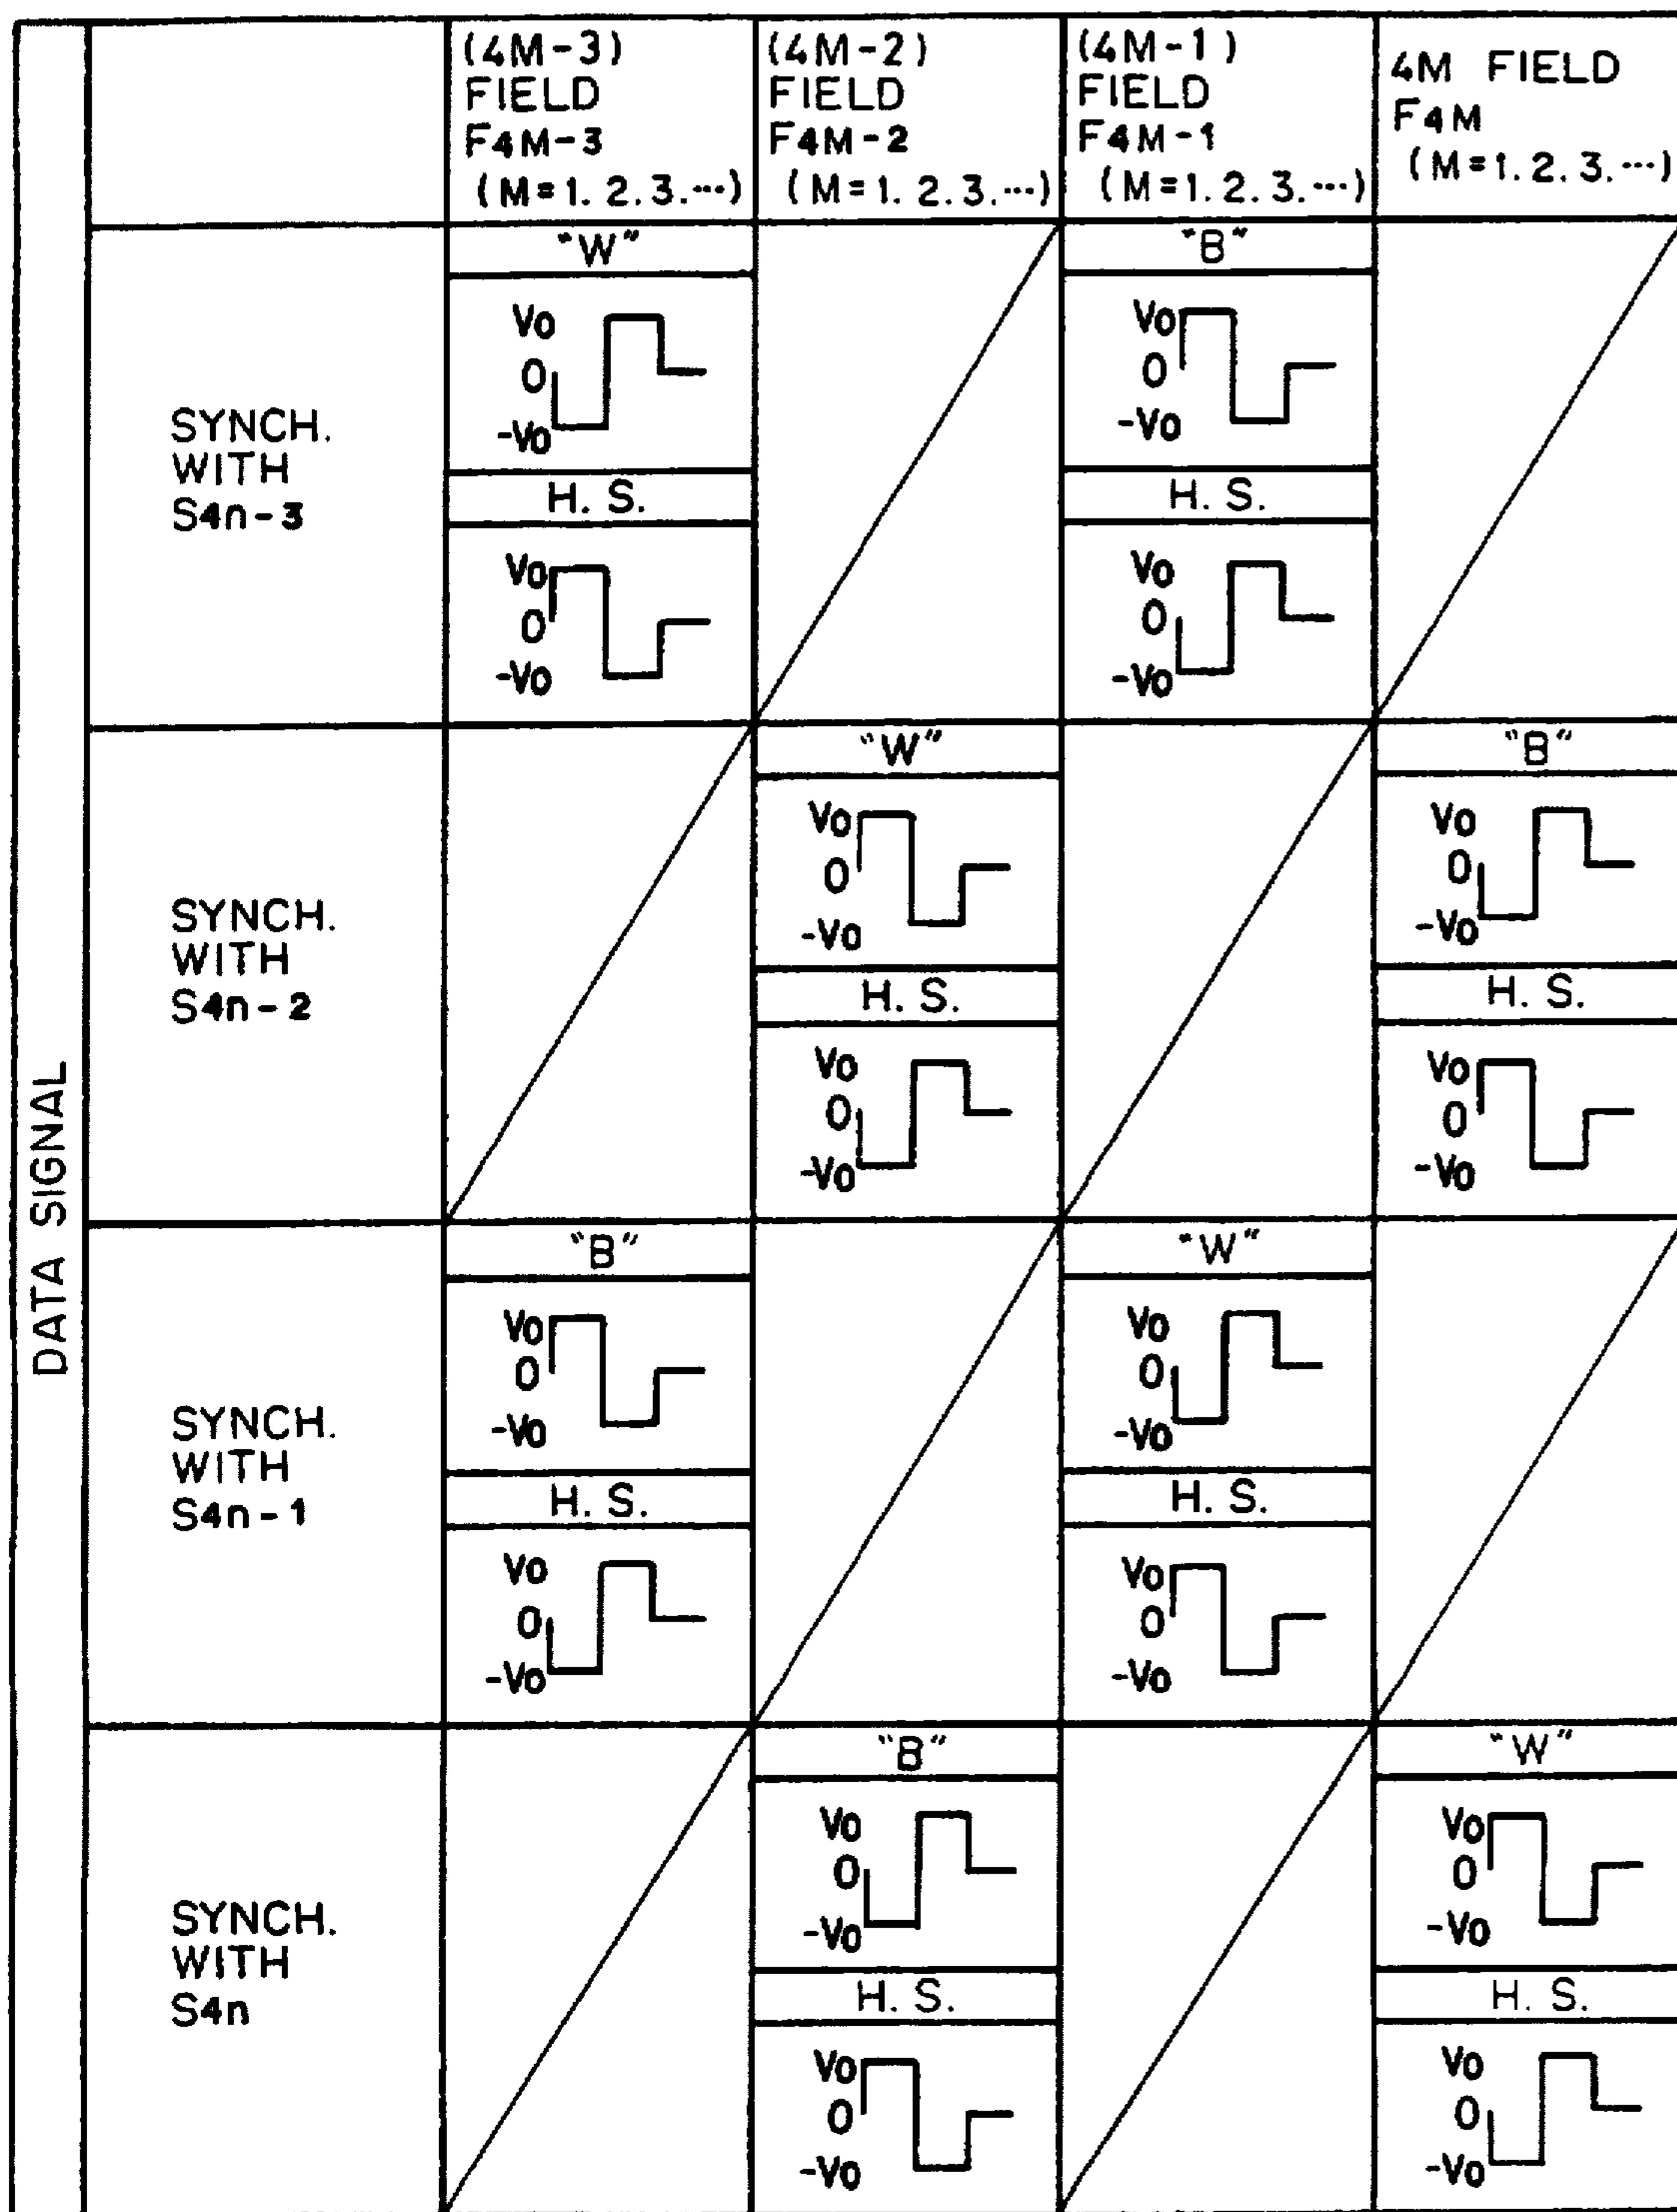 (4M-3)
FIELD
F4M-3
(M=1.2.3.…)
(4M-2)
FIELD
F4M-2
(M=1.2.3.…)
(4M-1)
FIELD
F4M-1
(M=1.2.3.…)
4M FIELD
F4M
(M=1.2.3.…)
DATA SIGNAL
SYNCH.
WITH
S4n-3
"W"
Vo
0
-Vo
H. S.
Vo
0
-Vo
"B"
Vo
0
-Vo
H. S.
Vo
0
-Vo
SYNCH.
WITH
S4n-2
"W"
Vo
0
-Vo
H. S.
Vo
0
-Vo
"B"
Vo
0
-Vo
H. S.
Vo
0
-Vo
SYNCH.
WITH
S4n-1
"B"
Vo
0
-Vo
H. S.
Vo
0
-Vo
"W"
Vo
0
-Vo
H. S.
Vo
0
-Vo
SYNCH.
WITH
S4n
"B"
Vo
0
-Vo
H. S.
Vo
0
-Vo
"W"
Vo
0
-Vo
H. S.
Vo
0
-Vo